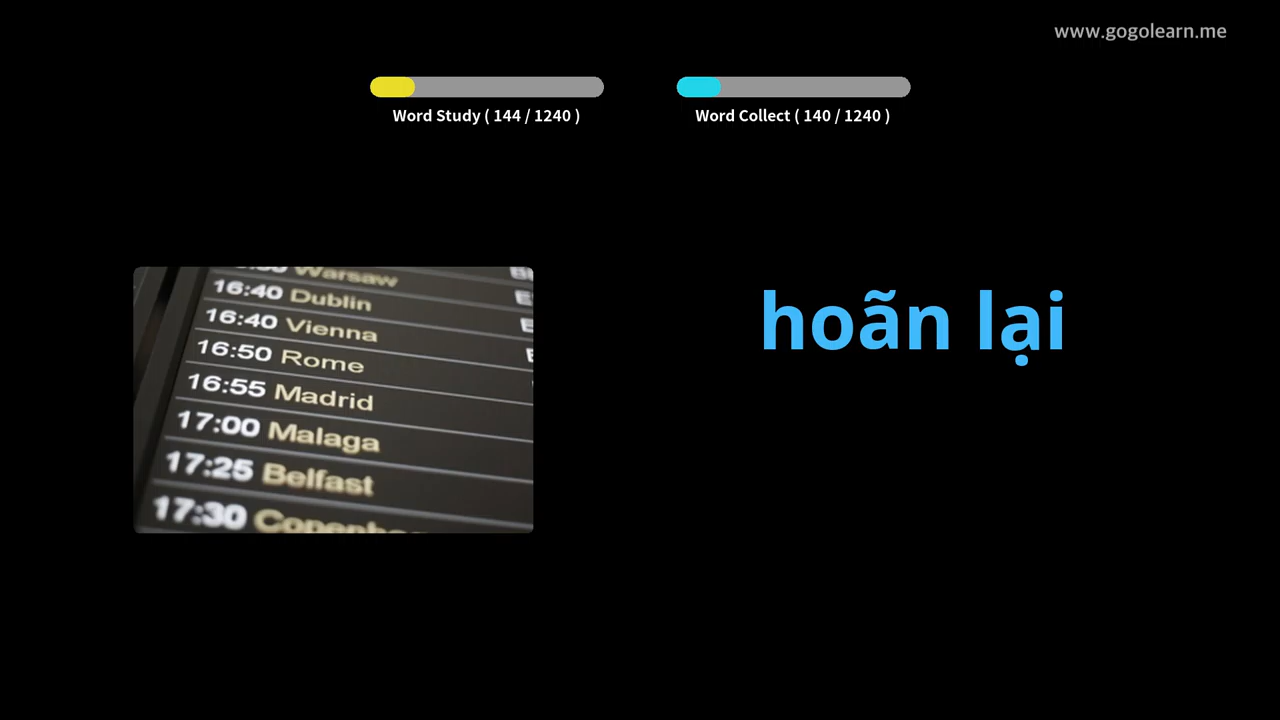 www.gogolearn.me
Word Study ( 144 / 1240 )
Word Collect ( 140 / 1240 )
Warsaw
16:40 Dublin
16:40 Vienna
16:50 Rome
16:55 Madrid
17:00 Malaga
17:25 Belfast
17:30
hoãn lại